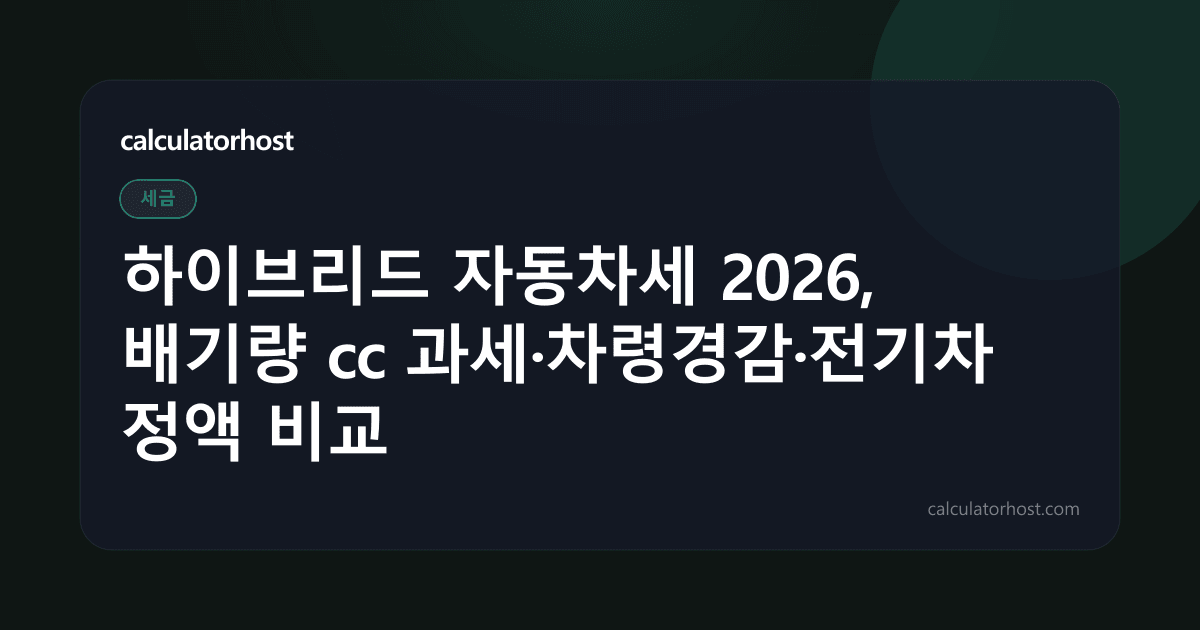 calculatorhost
세금
하이브리드 자동차세 2026,
배기량 cc 과세·차령경감·전기차
정액 비교
calculatorhost.com